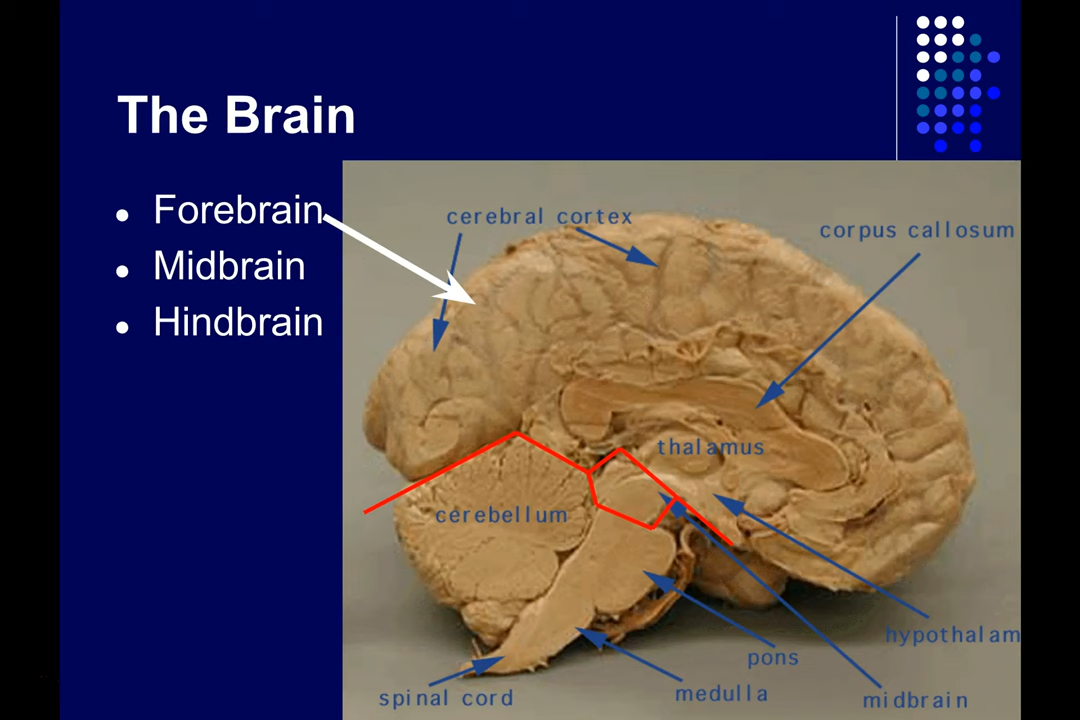 The Brain
Forebrain
Midbrain
Hindbrain
cerebral cortex
corpus callosum
thalamus
cerebellum
hypothalam
pons
medulla
midbrain
spinal cord